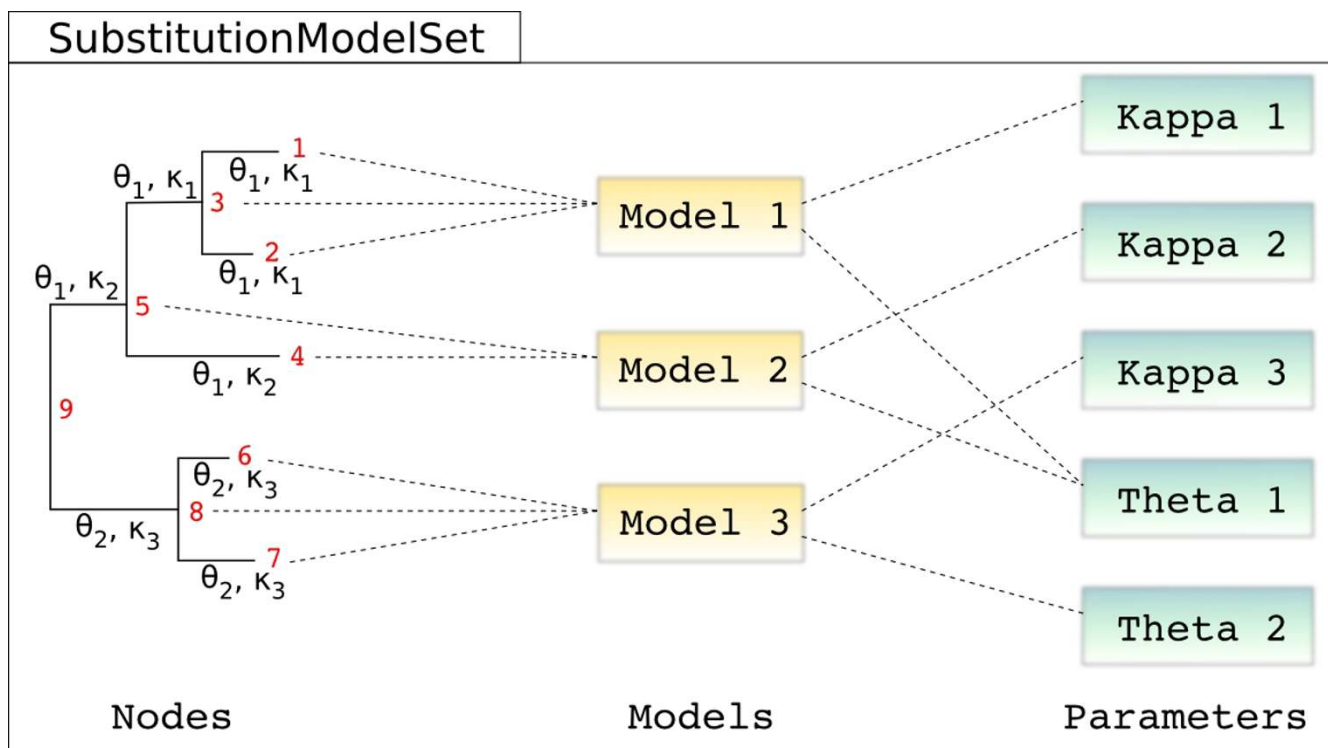 SubstitutionModelSet
Kappa 1
1
θ1, κ1
θ1, κ1
3
Model 1
Kappa 2
2
θ1, κ1
θ1, κ2
5
Kappa 3
4
Model 2
θ1, κ2
9
6
θ2, κ3
Theta 1
8
Model 3
θ2, κ3
7
θ2, κ3
Theta 2
Nodes
Models
Parameters